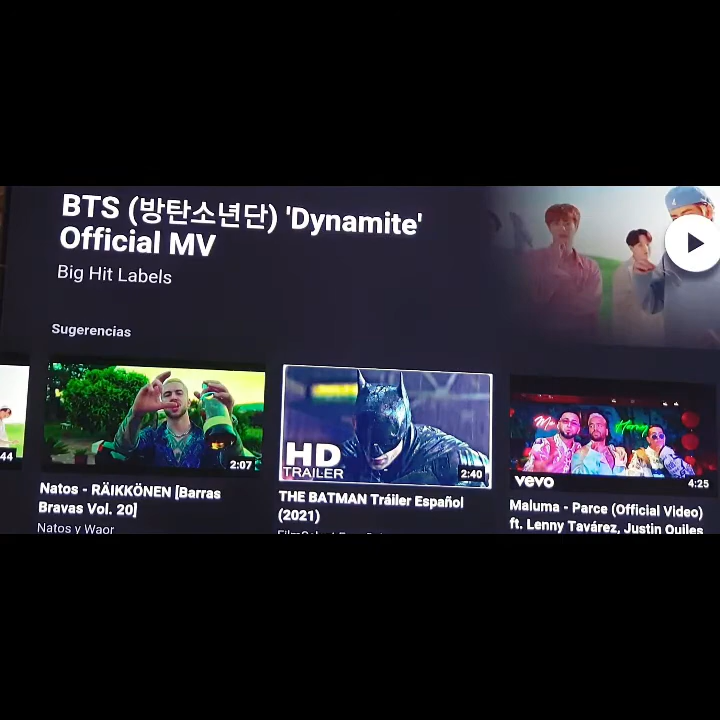 BTS (방탄소년단) 'Dynamite'
Official MV
Big Hit Labels
Sugerencias
44
2:07
HD
TRAILER
2:40
vevo
4:25
Natos - RÄIKKÖNEN [Barras
Bravas Vol. 20]
Natos y Waor
THE BATMAN Tráiler Español
(2021)
Maluma - Parce (Official Video)
ft. Lenny Tavárez, Justin Quiles